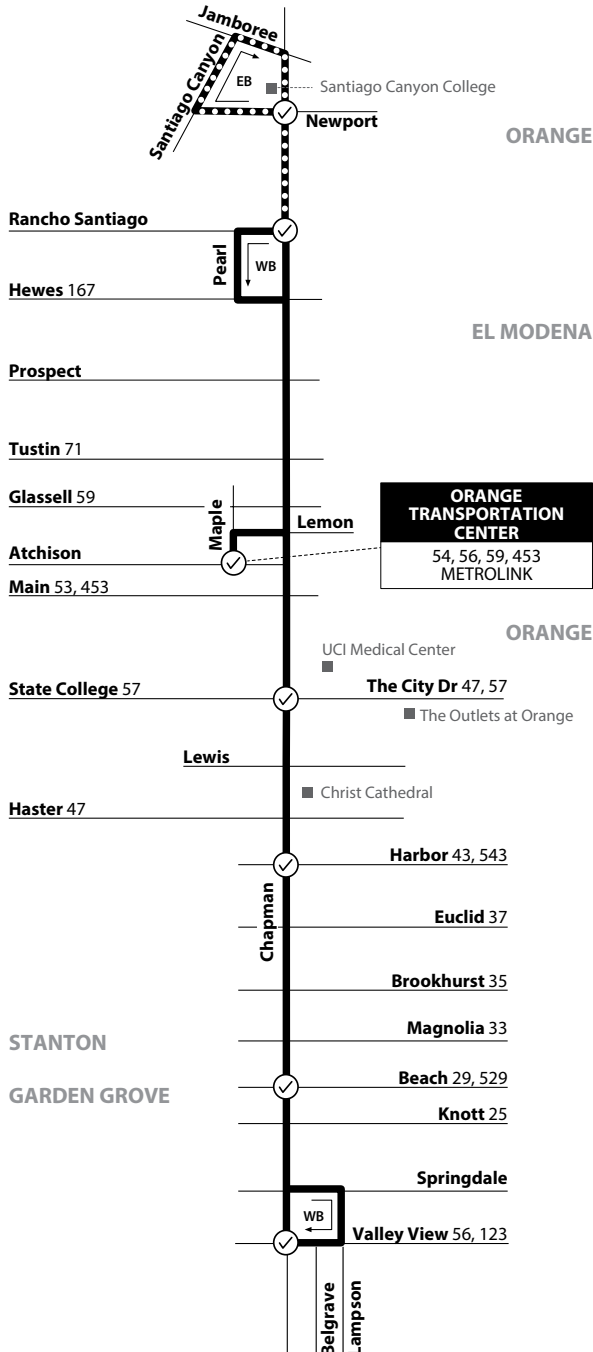 Jamboree
Santiago Canyon
EB
Santiago Canyon College
Newport
ORANGE
Rancho Santiago
Pearl
WB
Hewes 167
EL MODENA
Prospect
Tustin 71
Glassell 59
Maple
Lemon
ORANGE
TRANSPORTATION
CENTER
54, 56, 59, 453
METROLINK
Atchison
Main 53, 453
ORANGE
UCI Medical Center
State College 57
The City Dr 47, 57
The Outlets at Orange
Lewis
Christ Cathedral
Haster 47
Harbor 43, 543
Chapman
Euclid 37
Brookhurst 35
Magnolia 33
STANTON
Beach 29, 529
GARDEN GROVE
Knott 25
Springdale
WB
Valley View 56, 123
Belgrave
Lampson